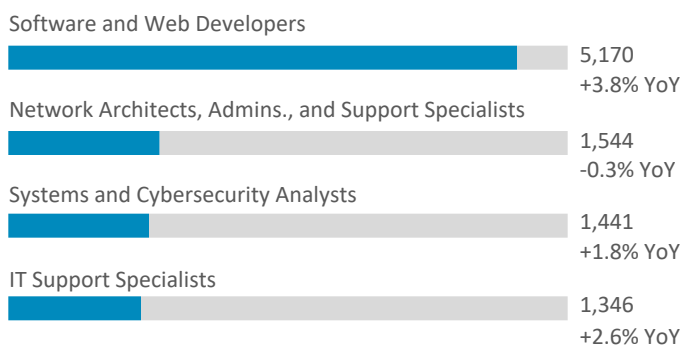 Software and Web Developers
5,170
+3.8% YoY
Network Architects, Admins., and Support Specialists
1,544
-0.3% YoY
Systems and Cybersecurity Analysts
1,441
+1.8% YoY
IT Support Specialists
1,346
+2.6% YoY